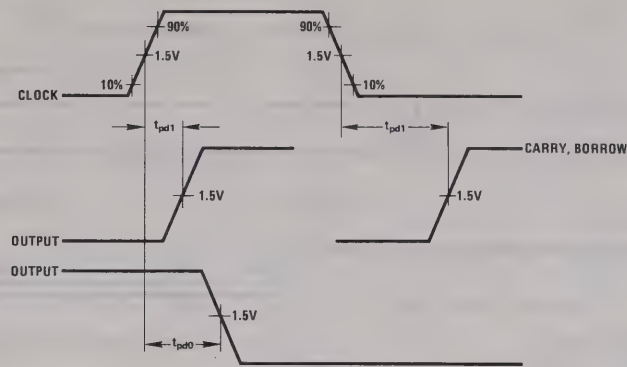 90%
90%
1.5V
1.5V
10%
10%
CLOCK
tpd1
tpd1
CARRY, BORROW
1.5V
1.5V
OUTPUT
OUTPUT
1.5V
tpd0